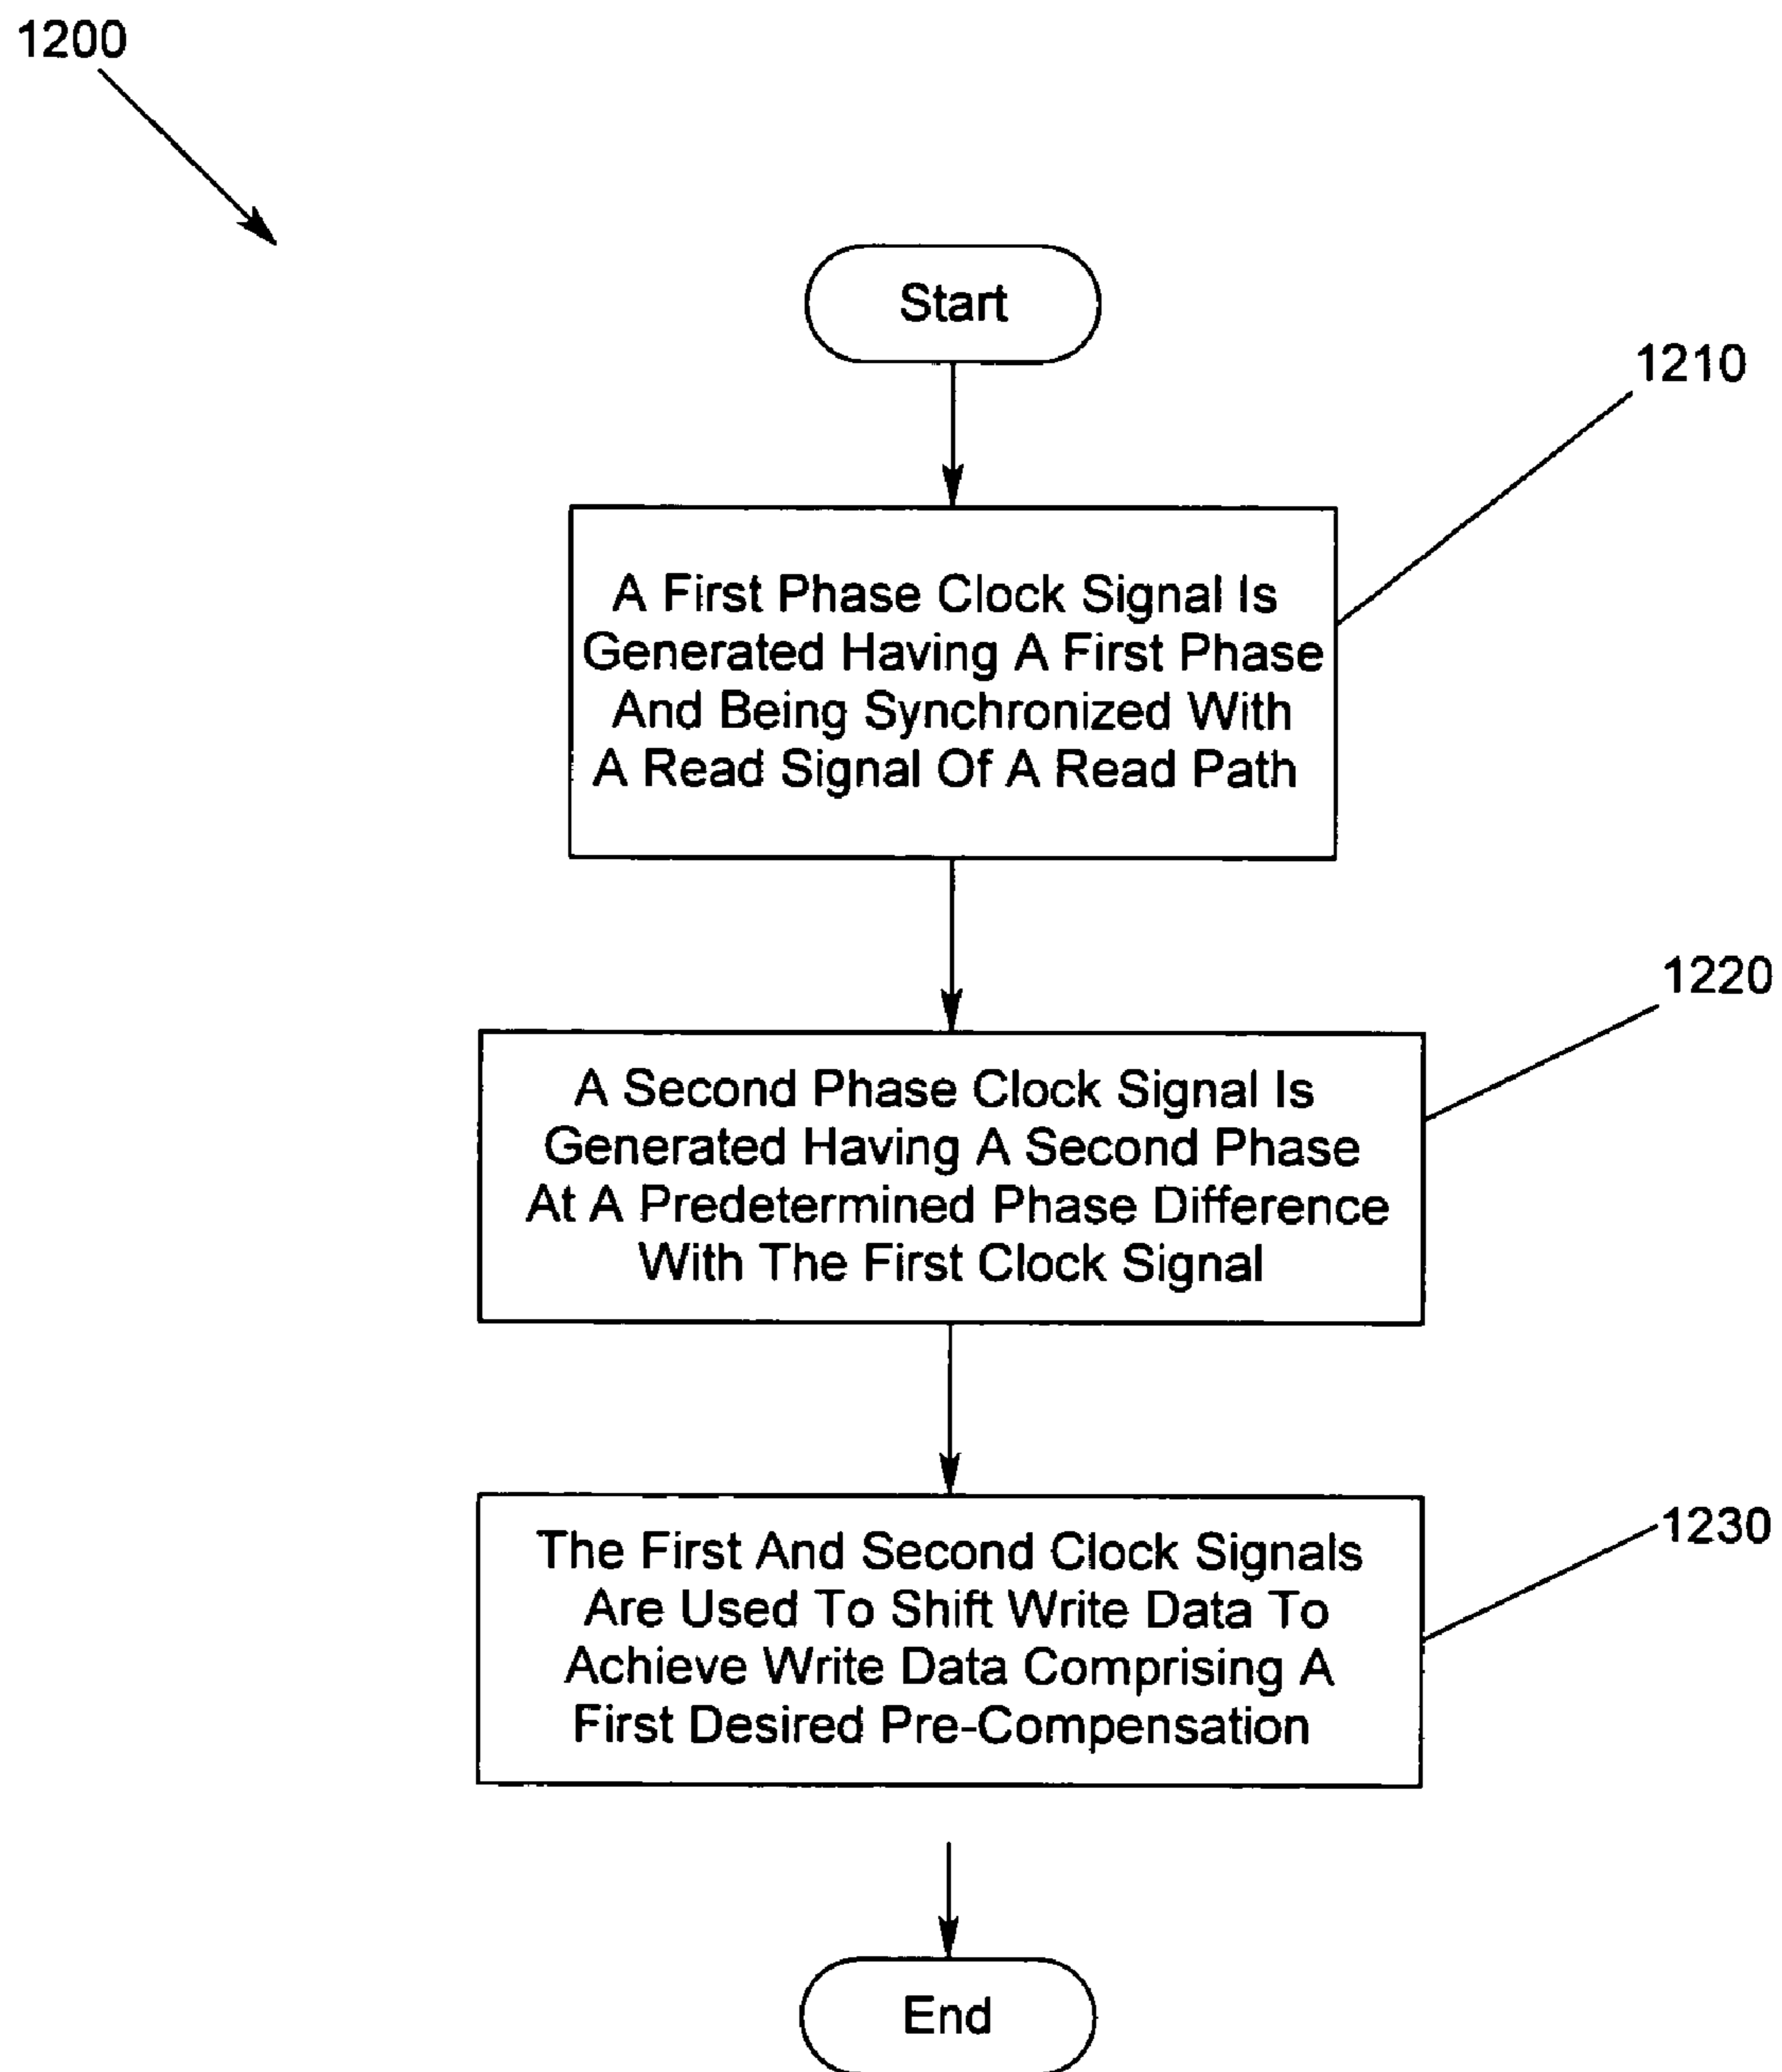 1200
Start
1210
A First Phase Clock Signal Is
Generated Having A First Phase
And Being Synchronized With
A Read Signal Of A Read Path
1220
A Second Phase Clock Signal Is
Generated Having A Second Phase
At A Predetermined Phase Difference
With The First Clock Signal
1230
The First And Second Clock Signals
Are Used To Shift Write Data To
Achieve Write Data Comprising A
First Desired Pre-Compensation
End